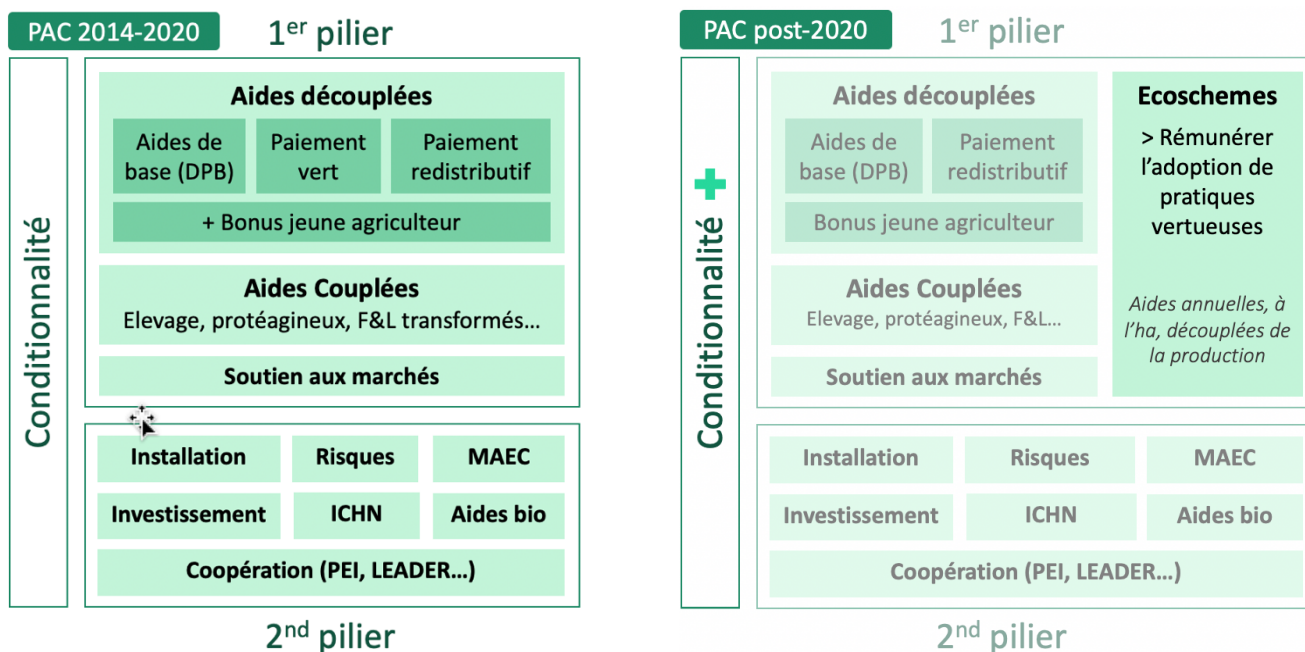 PAC 2014-2020
1er pilier
Conditionnalité
Aides découplées
Aides de
base (DPB)
Paiement
vert
Paiement
redistributif
+ Bonus jeune agriculteur
Aides Couplées
Elevage, protéagineux, F&L transformés...
Soutien aux marchés
Installation
Risques
MAEC
Investissement
ICHN
Aides bio
Coopération (PEI, LEADER...)
2nd pilier
PAC post-2020
1er pilier
Conditionnalité +
Aides découplées
Aides de
base (DPB)
Paiement
redistributif
Bonus jeune agriculteur
Aides Couplées
Elevage, protéagineux, F&L...
Soutien aux marchés
Ecoschemes
> Rémunérer
l'adoption de
pratiques
vertueuses
Aides annuelles, à
l'ha, découplées de
la production
Installation
Risques
MAEC
Investissement
ICHN
Aides bio
Coopération (PEI, LEADER...)
2nd pilier